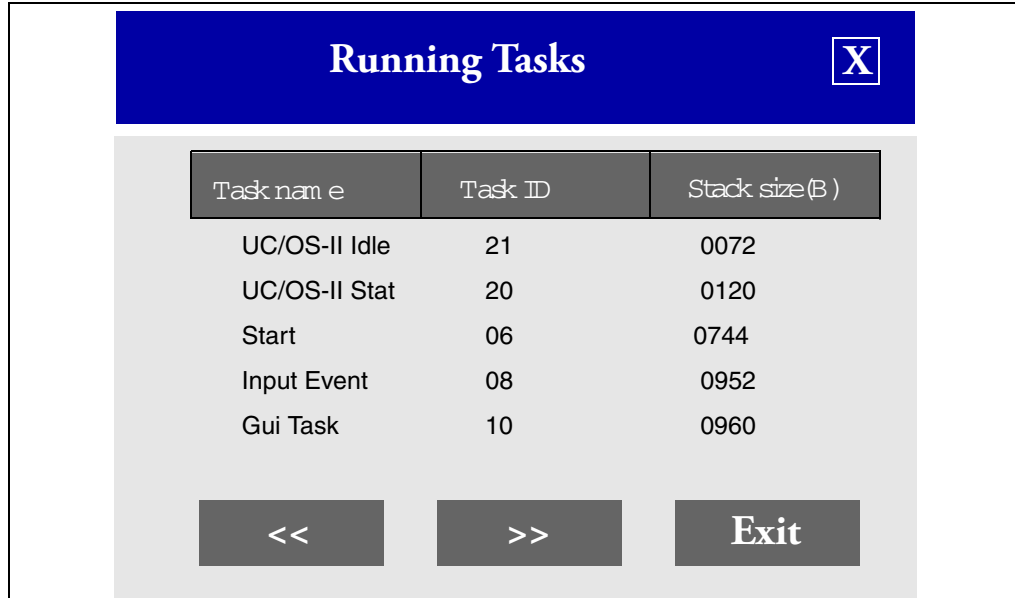 Running Tasks X
Task name Task ID Stack size(B)
UC/OS-II Idle 21 0072
UC/OS-II Stat 20 0120
Start 06 0744
Input Event 08 0952
Gui Task 10 0960
<< >> Exit